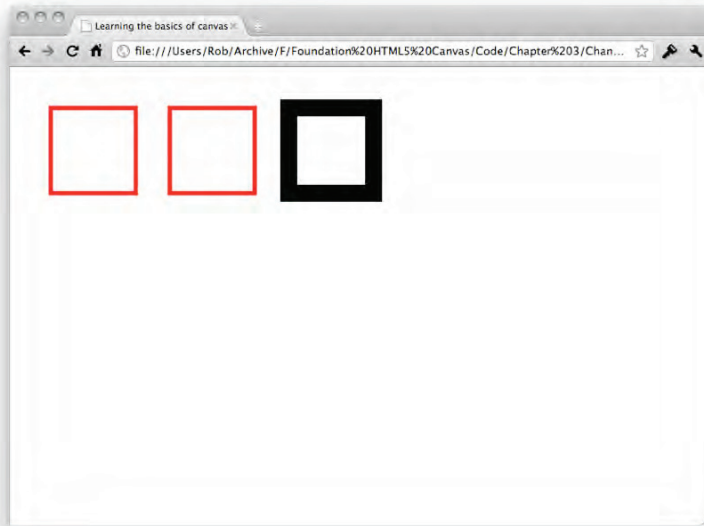 Learning the basics of canvas
file:///Users/Rob/Archive/F/Foundation%20HTML5%20Canvas/Code/Chapter%203/Chan...